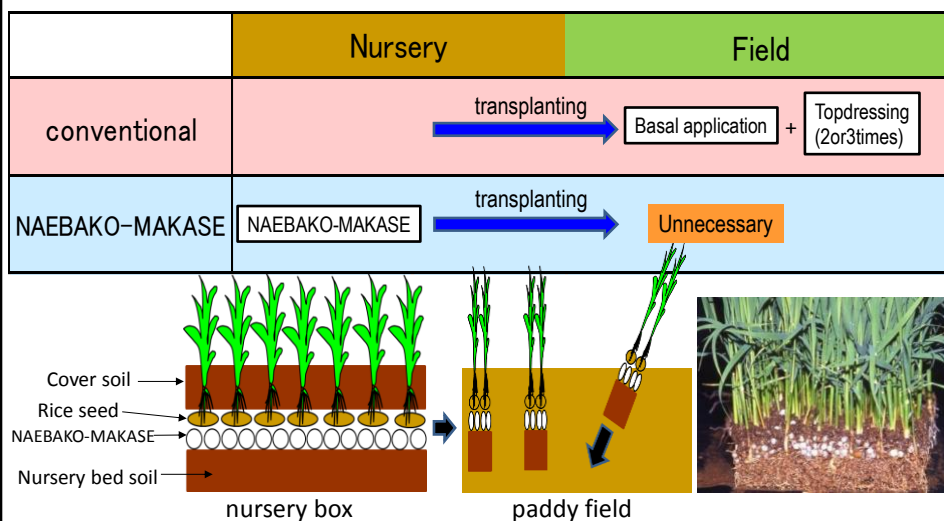 Nursery Field
conventional transplanting Basal application + Topdressing
(2or3times)
NAEBAKO-MAKASE NAEBAKO-MAKASE transplanting Unnecessary
Cover soil
Rice seed
NAEBAKO-MAKASE
Nursery bed soil
nursery box paddy field